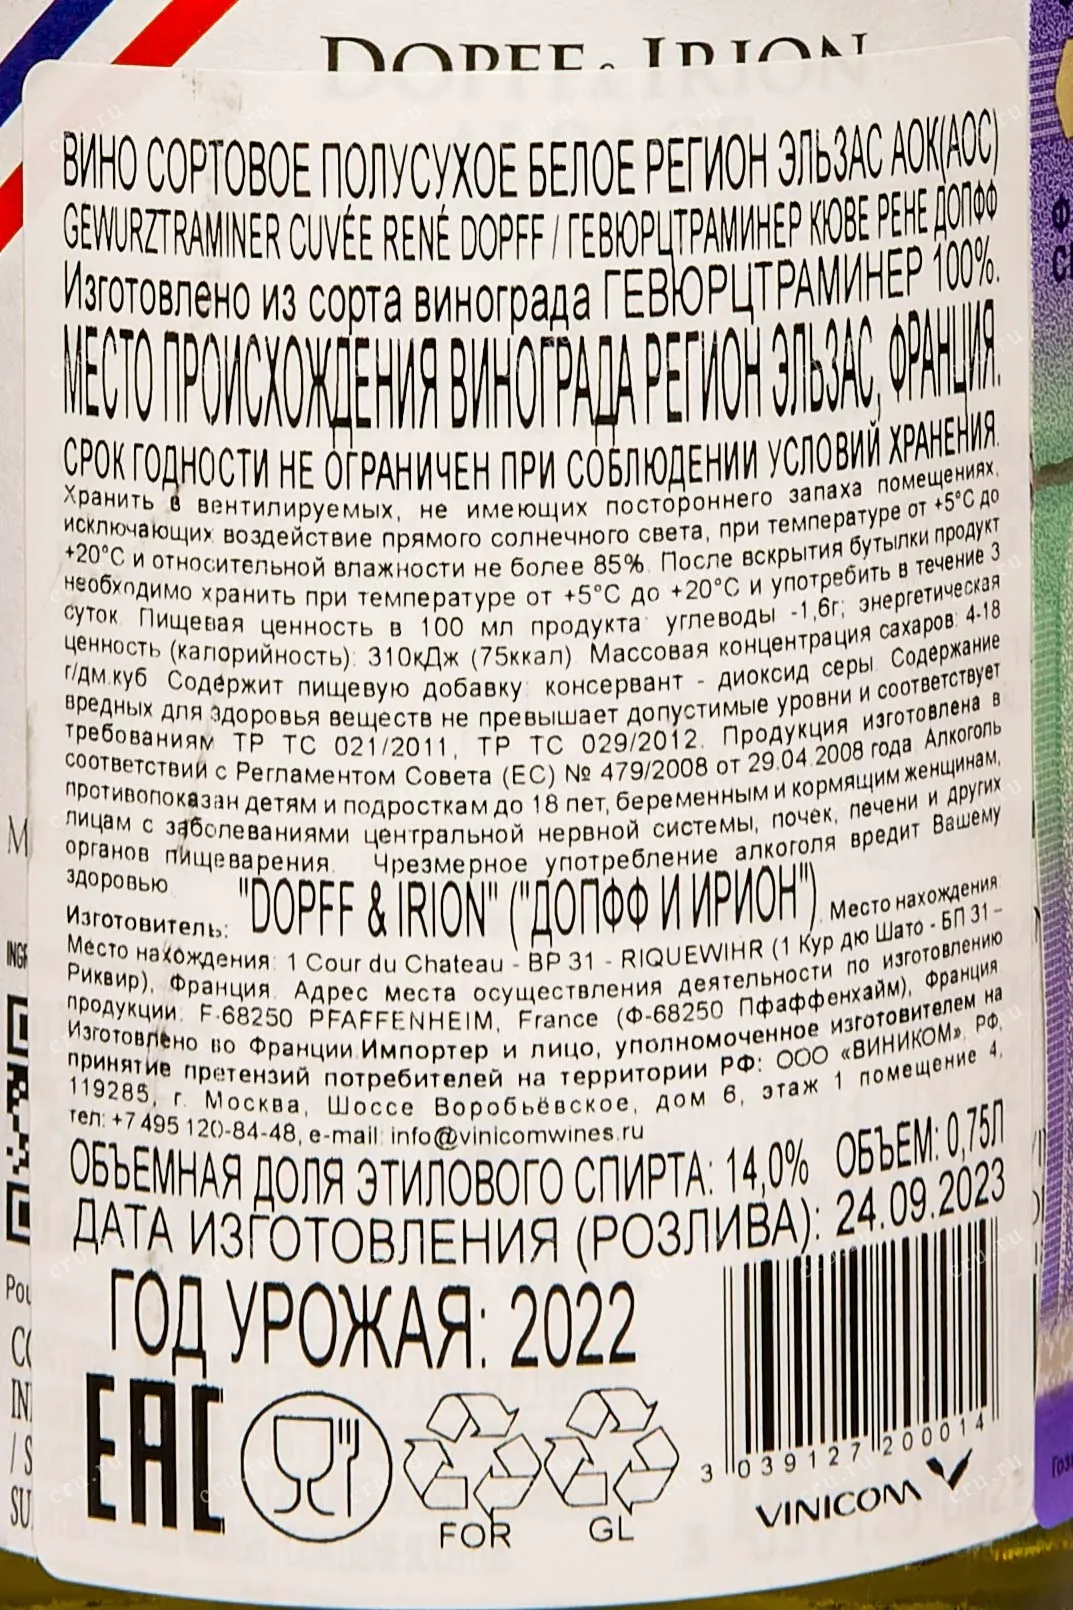 DOPFF & IRION
ВИНО СОРТОВОЕ ПОЛУСУХОЕ БЕЛОЕ РЕГИОН ЭЛЬЗАС АОК(АОС)
GEWURZTRAMINER CUVÉE RENÉ DOPFF / ГЕВЮРЦТРАМИНЕР КЮВЕ РЕНЕ ДОПФФ
Изготовлено из сорта винограда ГЕВЮРЦТРАМИНЕР 100%.
МЕСТО ПРОИСХОЖДЕНИЯ ВИНОГРАДА РЕГИОН ЭЛЬЗАС, ФРАНЦИЯ.
СРОК ГОДНОСТИ НЕ ОГРАНИЧЕН ПРИ СОБЛЮДЕНИИ УСЛОВИЙ ХРАНЕНИЯ.
Хранить в вентилируемых, не имеющих постороннего запаха помещениях,
исключающих воздействие прямого солнечного света, при температуре от +5°С до
+20°С и относительной влажности не более 85%. После вскрытия бутылки продукт
необходимо хранить при температуре от +5°С до +20°С и употребить в течение 3
суток. Пищевая ценность в 100 мл продукта: углеводы -1,6г; энергетическая
ценность (калорийность): 310кДж (75ккал). Массовая концентрация сахаров: 4-18
г/дм.куб Содержит пищевую добавку: консервант - диоксид серы. Содержание
вредных для здоровья веществ не превышает допустимые уровни и соответствует
требованиям ТР ТС 021/2011, ТР ТС 029/2012. Продукция изготовлена в
соответствии с Регламентом Совета (ЕС) № 479/2008 от 29.04.2008 года. Алкоголь
противопоказан детям и подросткам до 18 лет, беременным и кормящим женщинам,
лицам с заболеваниями центральной нервной системы, почек, печени и других
органов пищеварения. Чрезмерное употребление алкоголя вредит Вашему
здоровью.
Изготовитель: "DOPFF & IRION" ("ДОПФФ И ИРИОН"). Место нахождения:
Место нахождения: 1 Cour du Chateau - BP 31 - RIQUEWIHR (1 Кур дю Шато - БП 31 –
Риквир), Франция. Адрес места осуществления деятельности по изготовлению
продукции: F-68250 PFAFFENHEIM, France (Ф-68250 Пфаффенхайм), Франция
Изготовлено во Франции.Импортер и лицо, уполномоченное изготовителем на
принятие претензий потребителей на территории РФ: ООО «ВИНИКОМ», РФ,
119285, г. Москва, Шоссе Воробьёвское, дом 6, этаж 1 помещение 4,
тел: +7 495 120-84-48, e-mail: info@vinicomwines.ru
ОБЪЕМНАЯ ДОЛЯ ЭТИЛОВОГО СПИРТА: 14,0% ОБЪЕМ: 0,75Л
ДАТА ИЗГОТОВЛЕНИЯ (РОЗЛИВА): 24.09.2023
ГОД УРОЖАЯ: 2022
EAC
FOR
GL
3 039127 200014
VINICOM